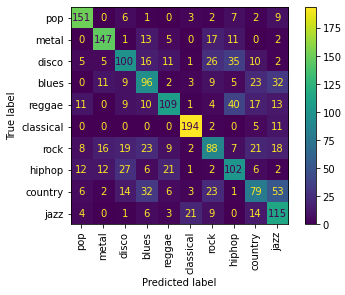 pop 151 0 6 1 0 3 2 7 2 9
metal 0 147 1 13 5 0 17 11 0 2
disco 5 5 100 16 11 1 26 35 10 2
blues 0 11 9 96 2 3 9 5 23 32
reggae 11 0 9 10 109 1 4 40 17 13
classical 0 0 0 0 0 194 2 0 5 11
rock 8 16 19 23 9 2 88 7 21 18
hiphop 12 12 27 6 21 1 2 102 6 2
country 6 2 14 32 6 3 23 1 79 53
jazz 4 0 1 6 3 21 9 0 14 115
pop metal disco blues reggae classical rock hiphop country jazz
Predicted label
True label
175
150
125
100
75
50
25
0